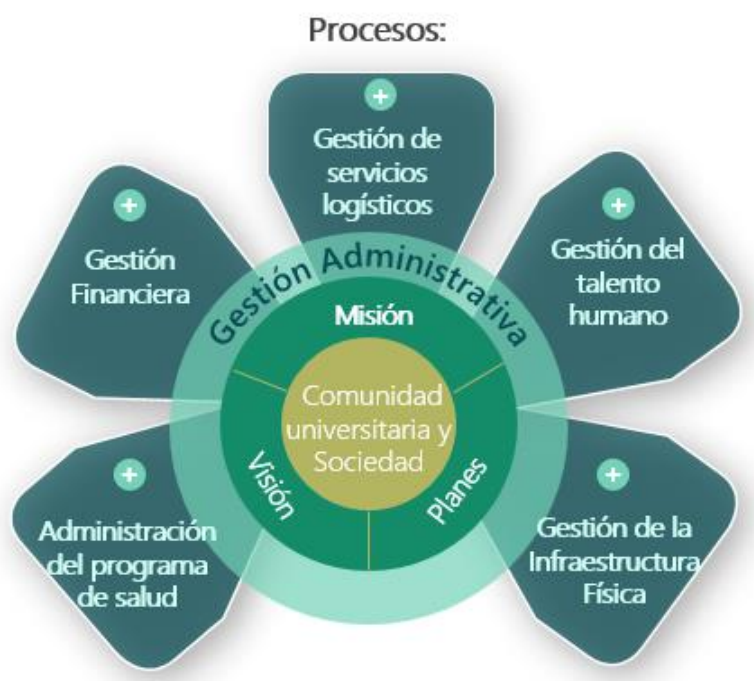 Procesos:
+
Gestión de
servicios
logísticos
+
Gestión
Financiera
+
Gestión del
talento
humano
Gestión Administrativa
Misión
Comunidad
universitaria y
Sociedad
Visión
Planes
+
Administración
del programa
de salud
+
Gestión de la
Infraestructura
Física